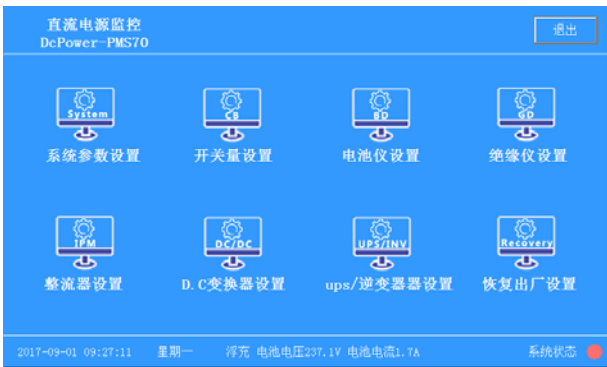 直流电源监控
DcPower-PMS70
退出
System
CB
BD
GD
系统参数设置
开关量设置
电池仪设置
绝缘仪设置
IPM
DC/DC
UPS/INV
Recovery
整流器设置
D.C变换器设置
ups/逆变器器设置
恢复出厂设置
2017-09-01 09:27:11 星期一 浮充 电池电压237.1V 电池电流1.7A 系统状态